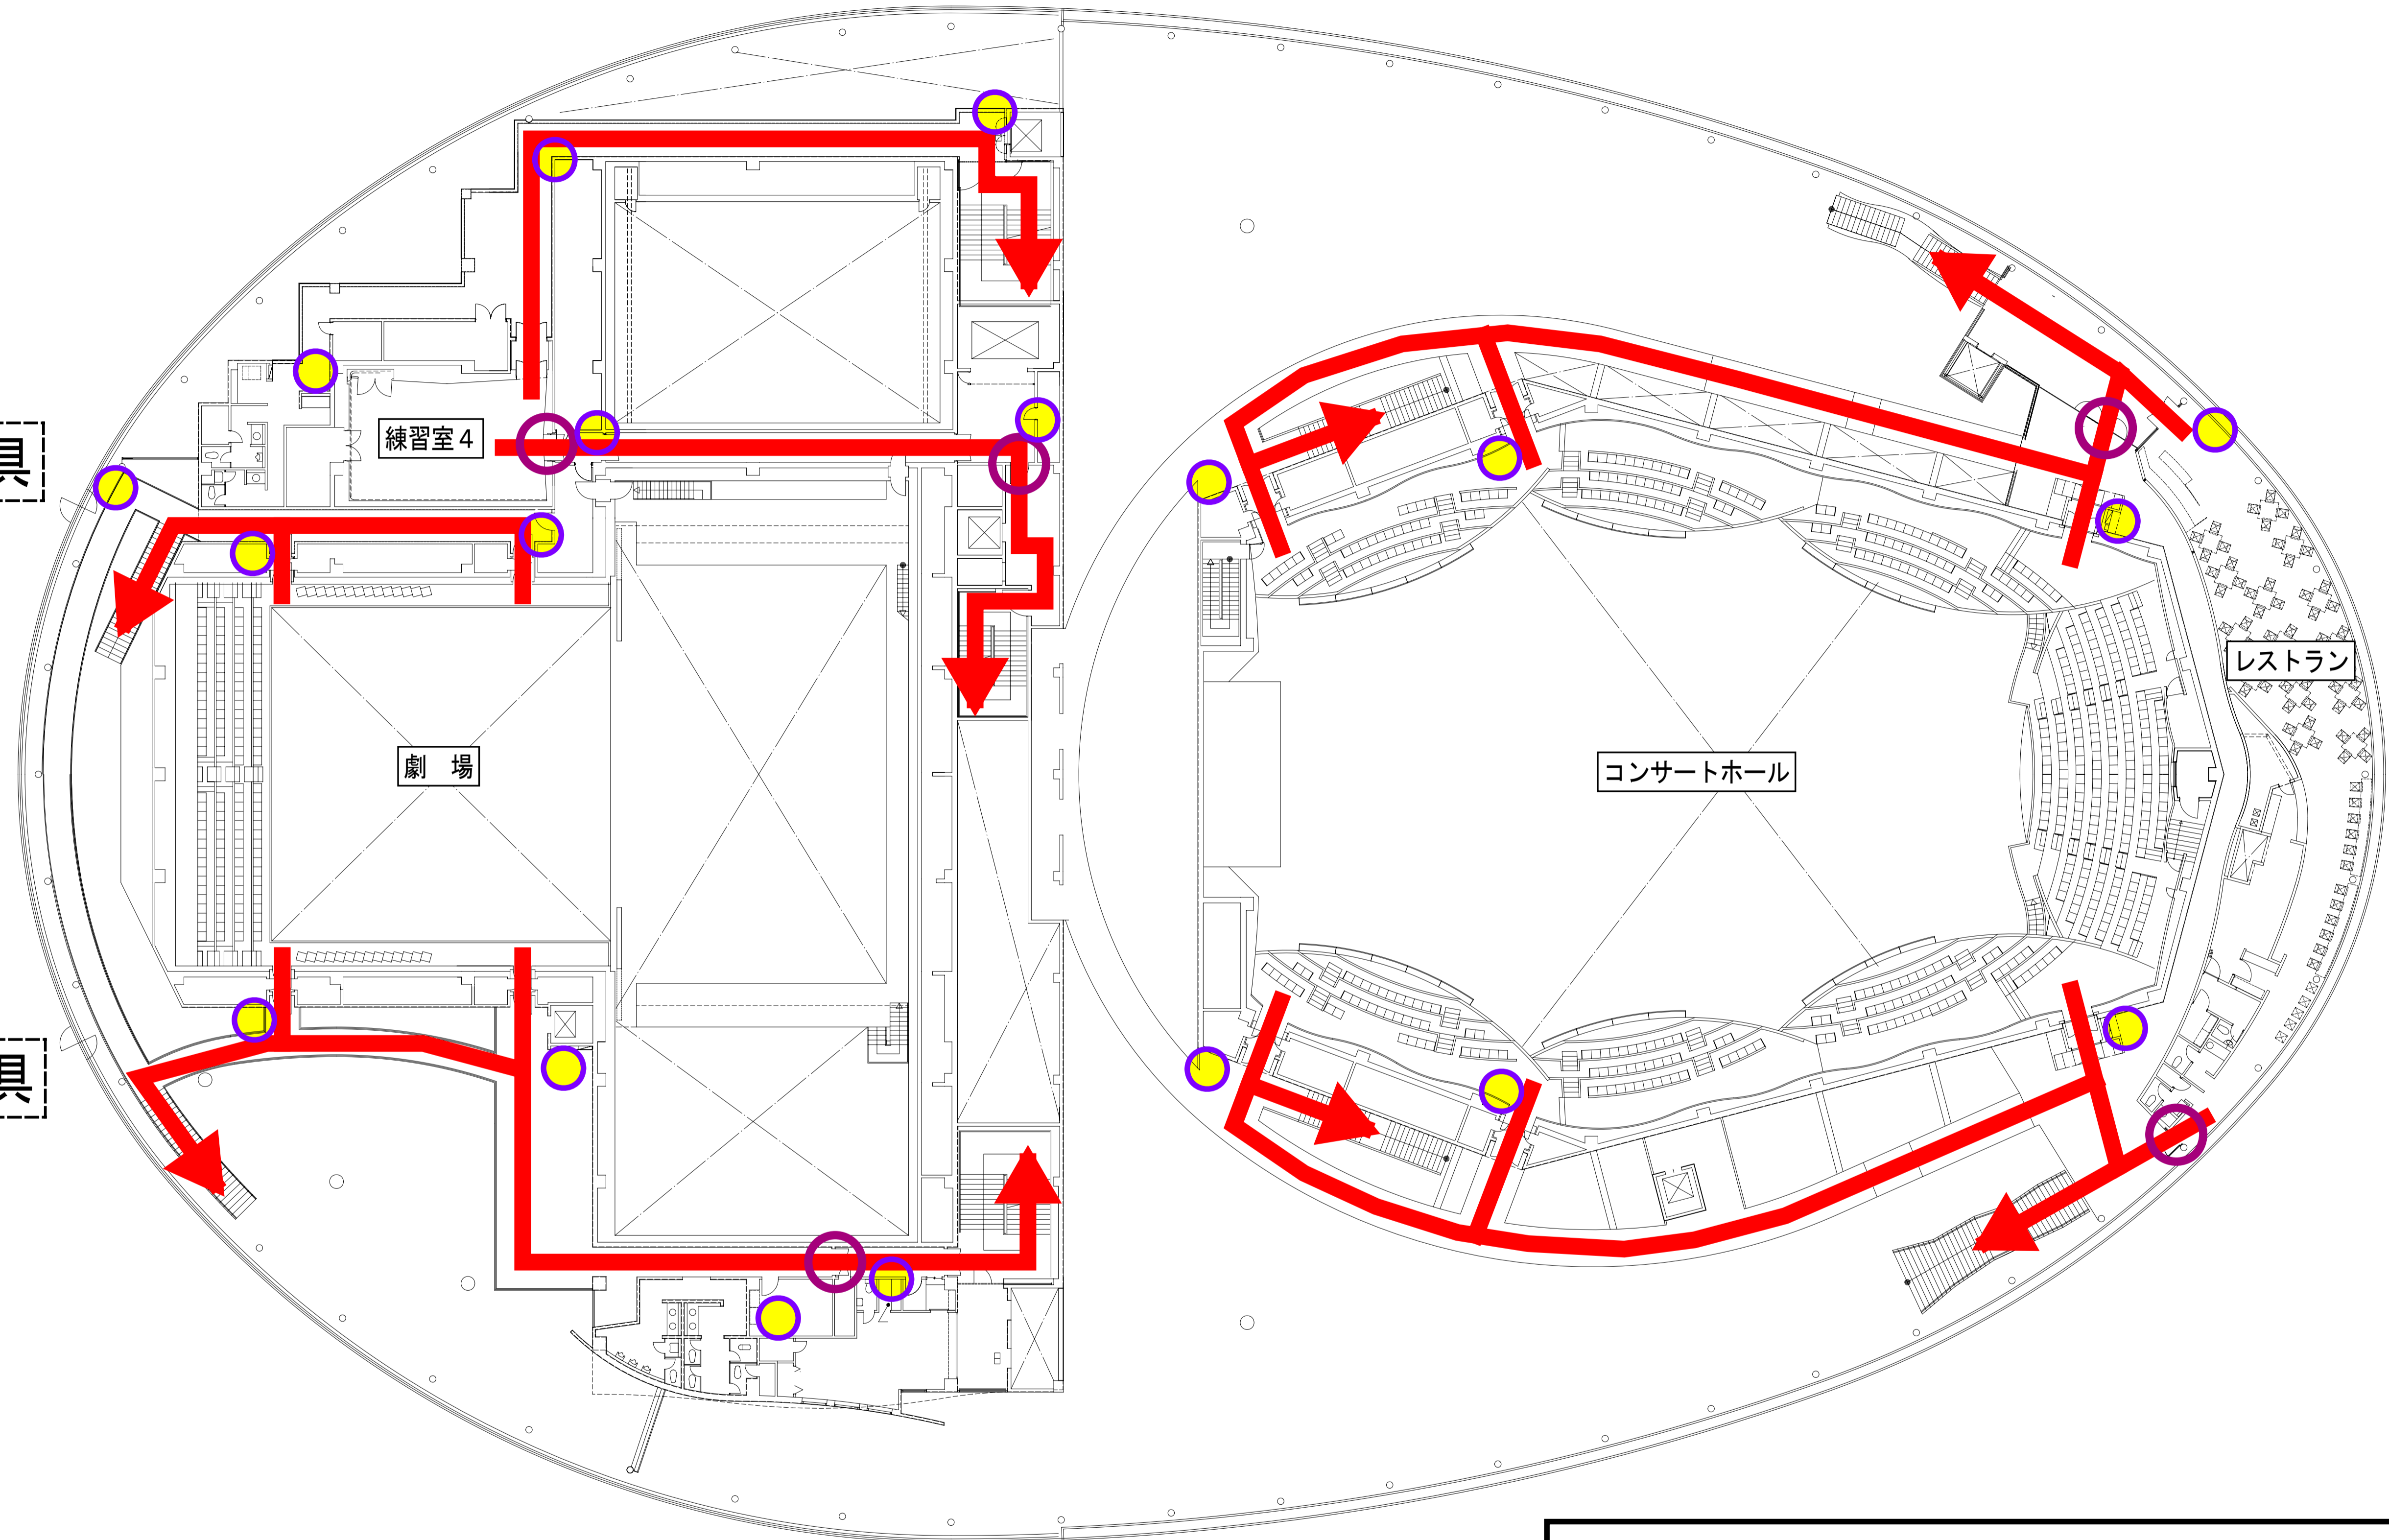 練習室4
具
レストラン
劇 場
コンサートホール
具